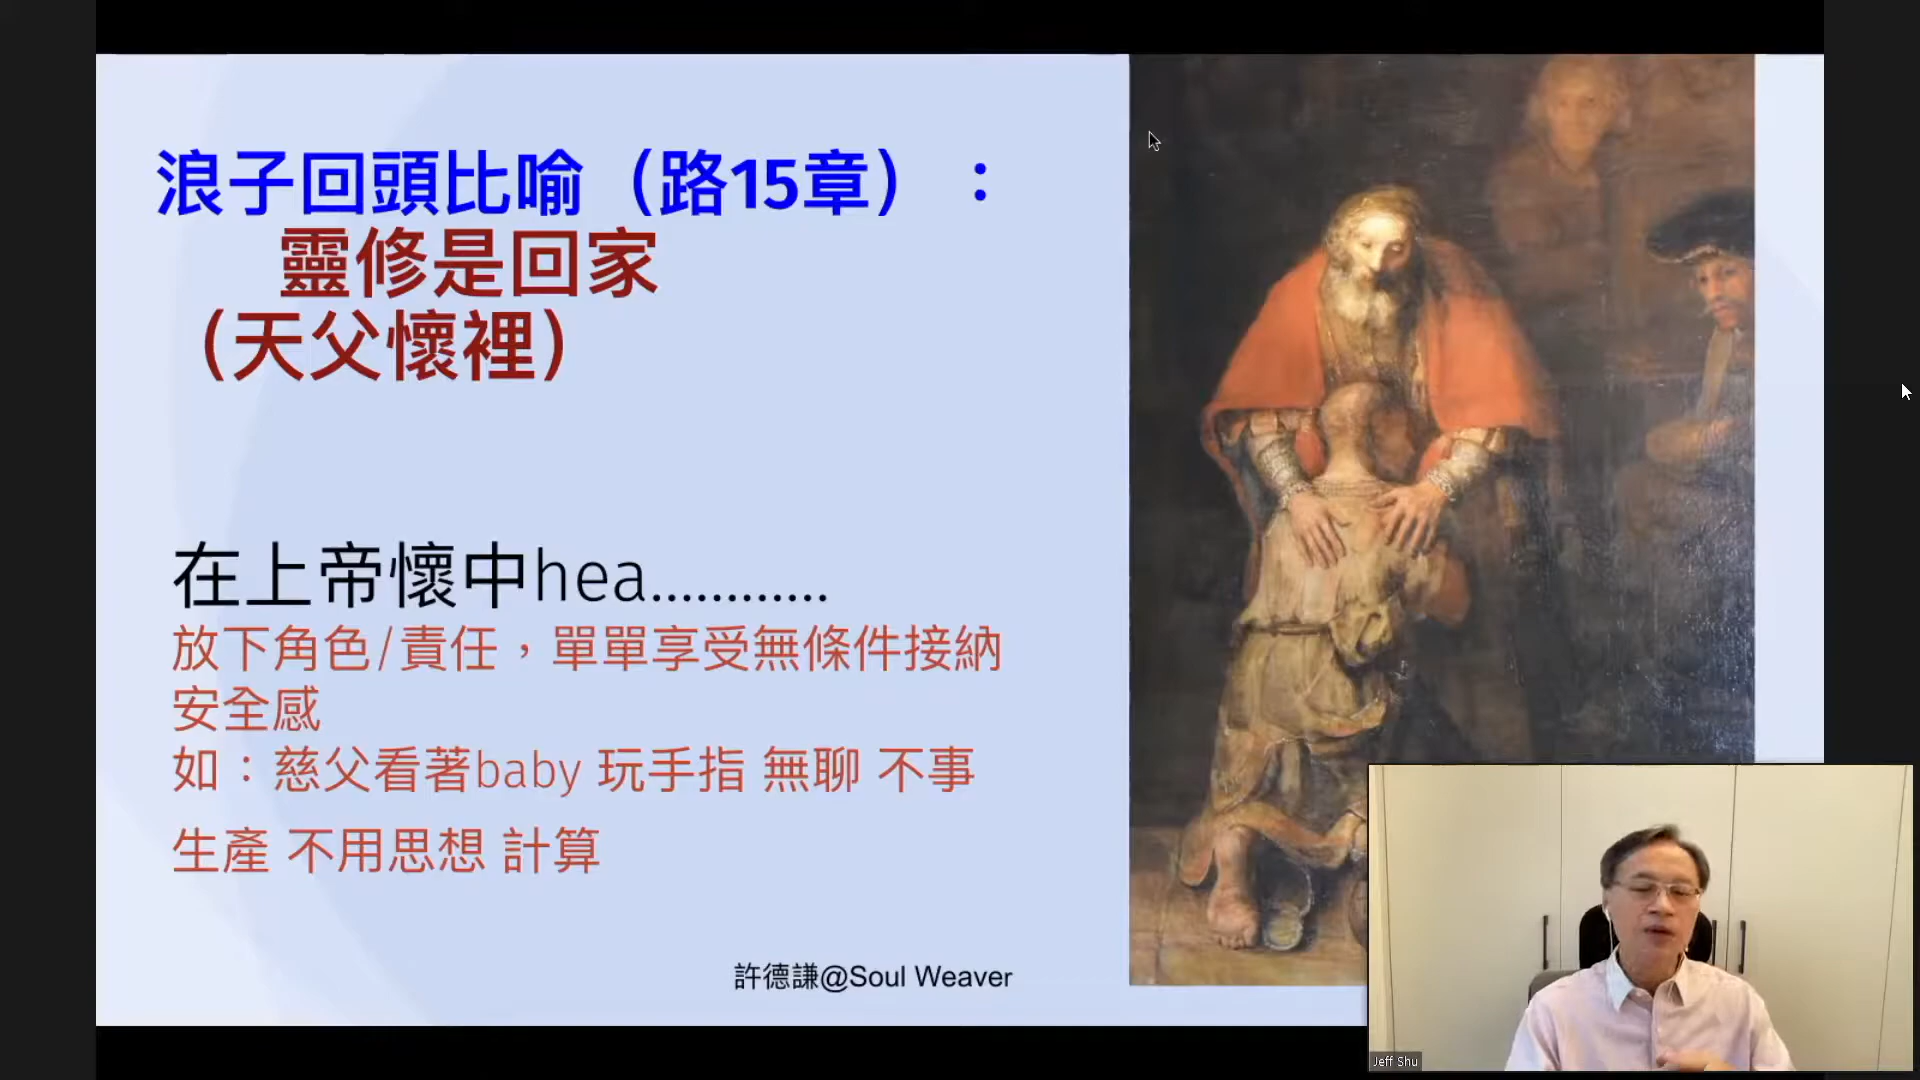 浪子回頭比喻（路15章）：
靈修是回家
（天父懷裡）
在上帝懷中hea............
放下角色/責任，單單享受無條件接納
安全感
如：慈父看著baby 玩手指 無聊 不事
生產 不用思想 計算
許德謙@Soul Weaver
Jeff Shu